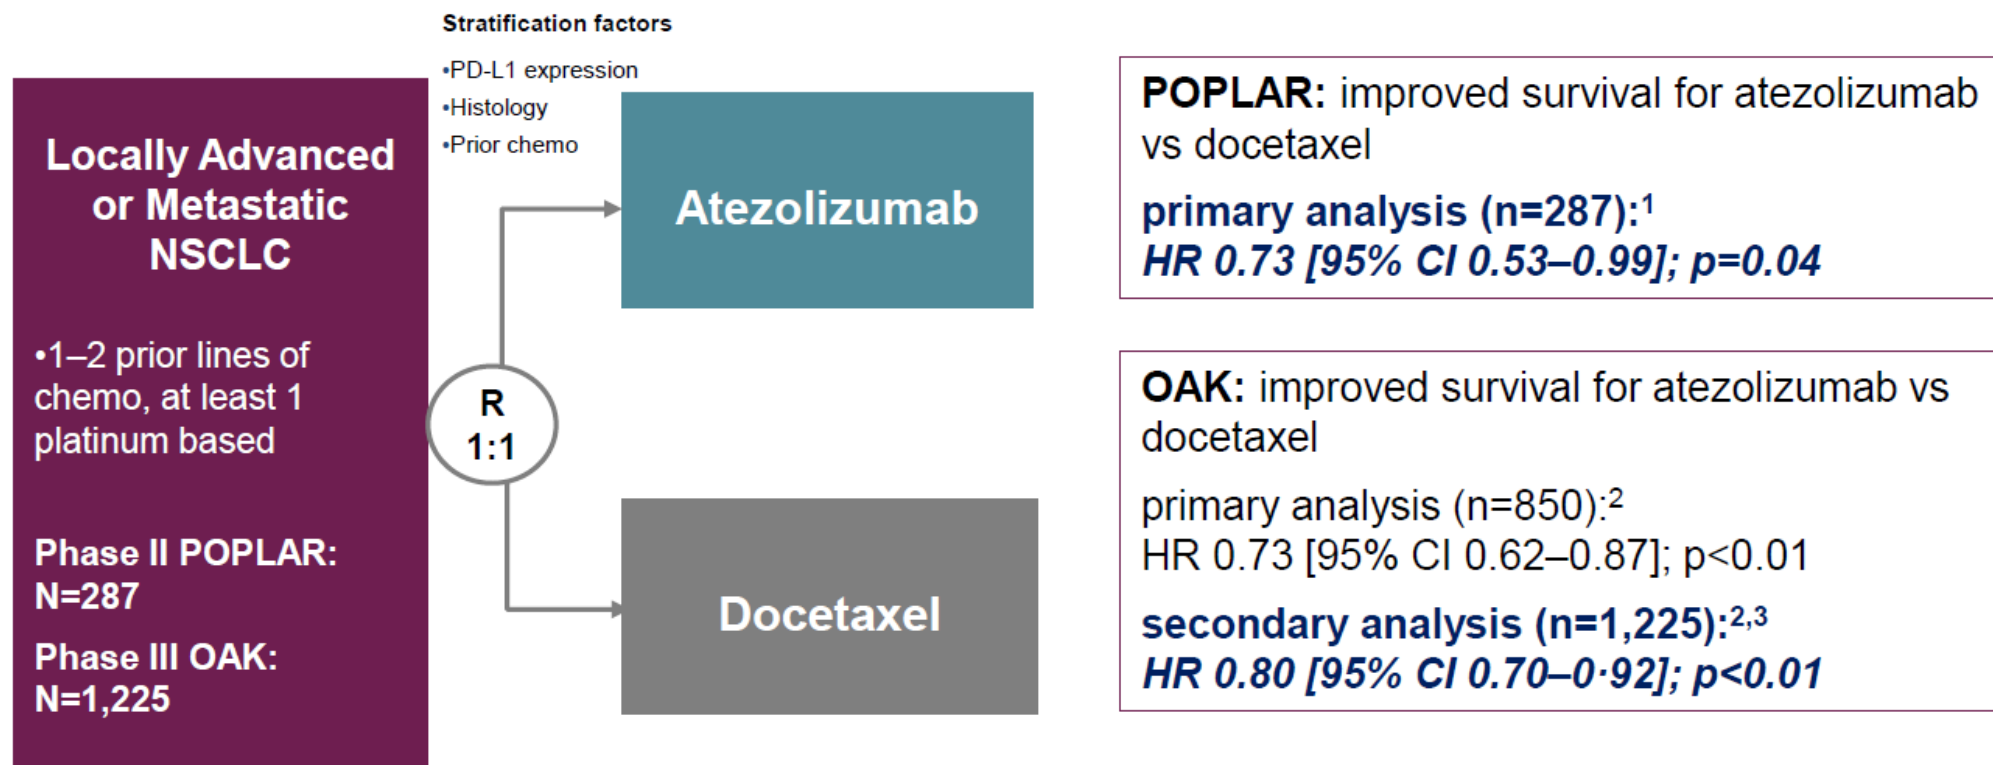 Stratification factors
•PD-L1 expression
•Histology
•Prior chemo
Locally Advanced
or Metastatic
NSCLC
•1–2 prior lines of
chemo, at least 1
platinum based
Phase II POPLAR:
N=287
Phase III OAK:
N=1,225
R
1:1
Atezolizumab
Docetaxel
POPLAR: improved survival for atezolizumab
vs docetaxel
primary analysis (n=287):¹
HR 0.73 [95% CI 0.53–0.99]; p=0.04
OAK: improved survival for atezolizumab vs
docetaxel
primary analysis (n=850):²
HR 0.73 [95% CI 0.62–0.87]; p<0.01
secondary analysis (n=1,225):²,³
HR 0.80 [95% CI 0.70–0·92]; p<0.01